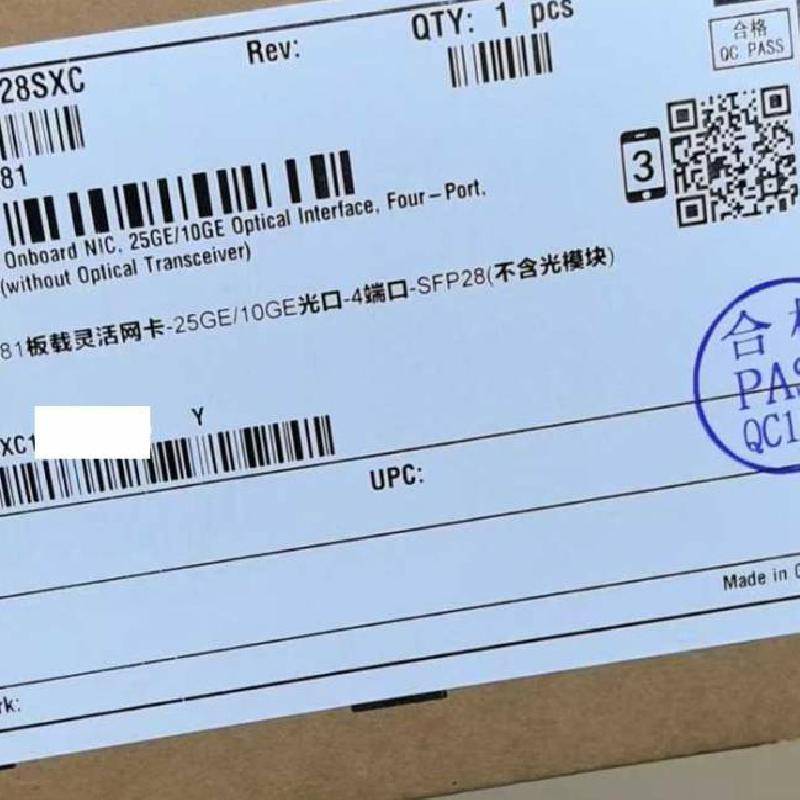 Rev:
QTY: 1 pcs
合格
QC PASS
28SXC
81
3
Onboard NIC, 25GE/10GE Optical Interface, Four-Port,
(without Optical Transceiver)
81板载灵活网卡-25GE/10GE光口-4端口-SFP28(不含光模块)
合
PAS
QC1
XC1
Y
UPC:
Made in
rk: